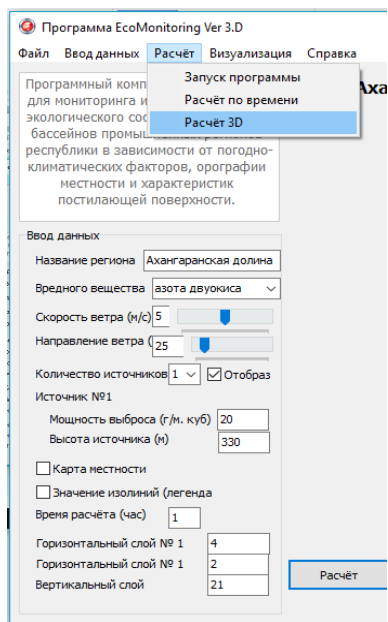 Программа EcoMonitoring Ver 3.D
Файл Ввод данных Расчёт Визуализация Справка
Запуск программы
Расчёт по времени
Расчёт 3D
Аха
Программный комп
для мониторинга и
экологического сос
бассейнов промыш
республики в зависимости от погодно-
климатических факторов, орографии
местности и характеристик
постилающей поверхности.
Ввод данных
Название региона Ахангаранская долина
Вредного вещества азота двуокиса
Скорость ветра (м/с) 5
Направление ветра ( 25
Количество источников 1 Отобраз
Источник №1
Мощность выброса (г/м. куб) 20
Высота источника (м) 330
Карта местности
Значение изолиний (легенда
Время расчёта (час) 1
Горизонтальный слой № 1 4
Горизонтальный слой № 1 2
Вертикальный слой 21
Расчёт